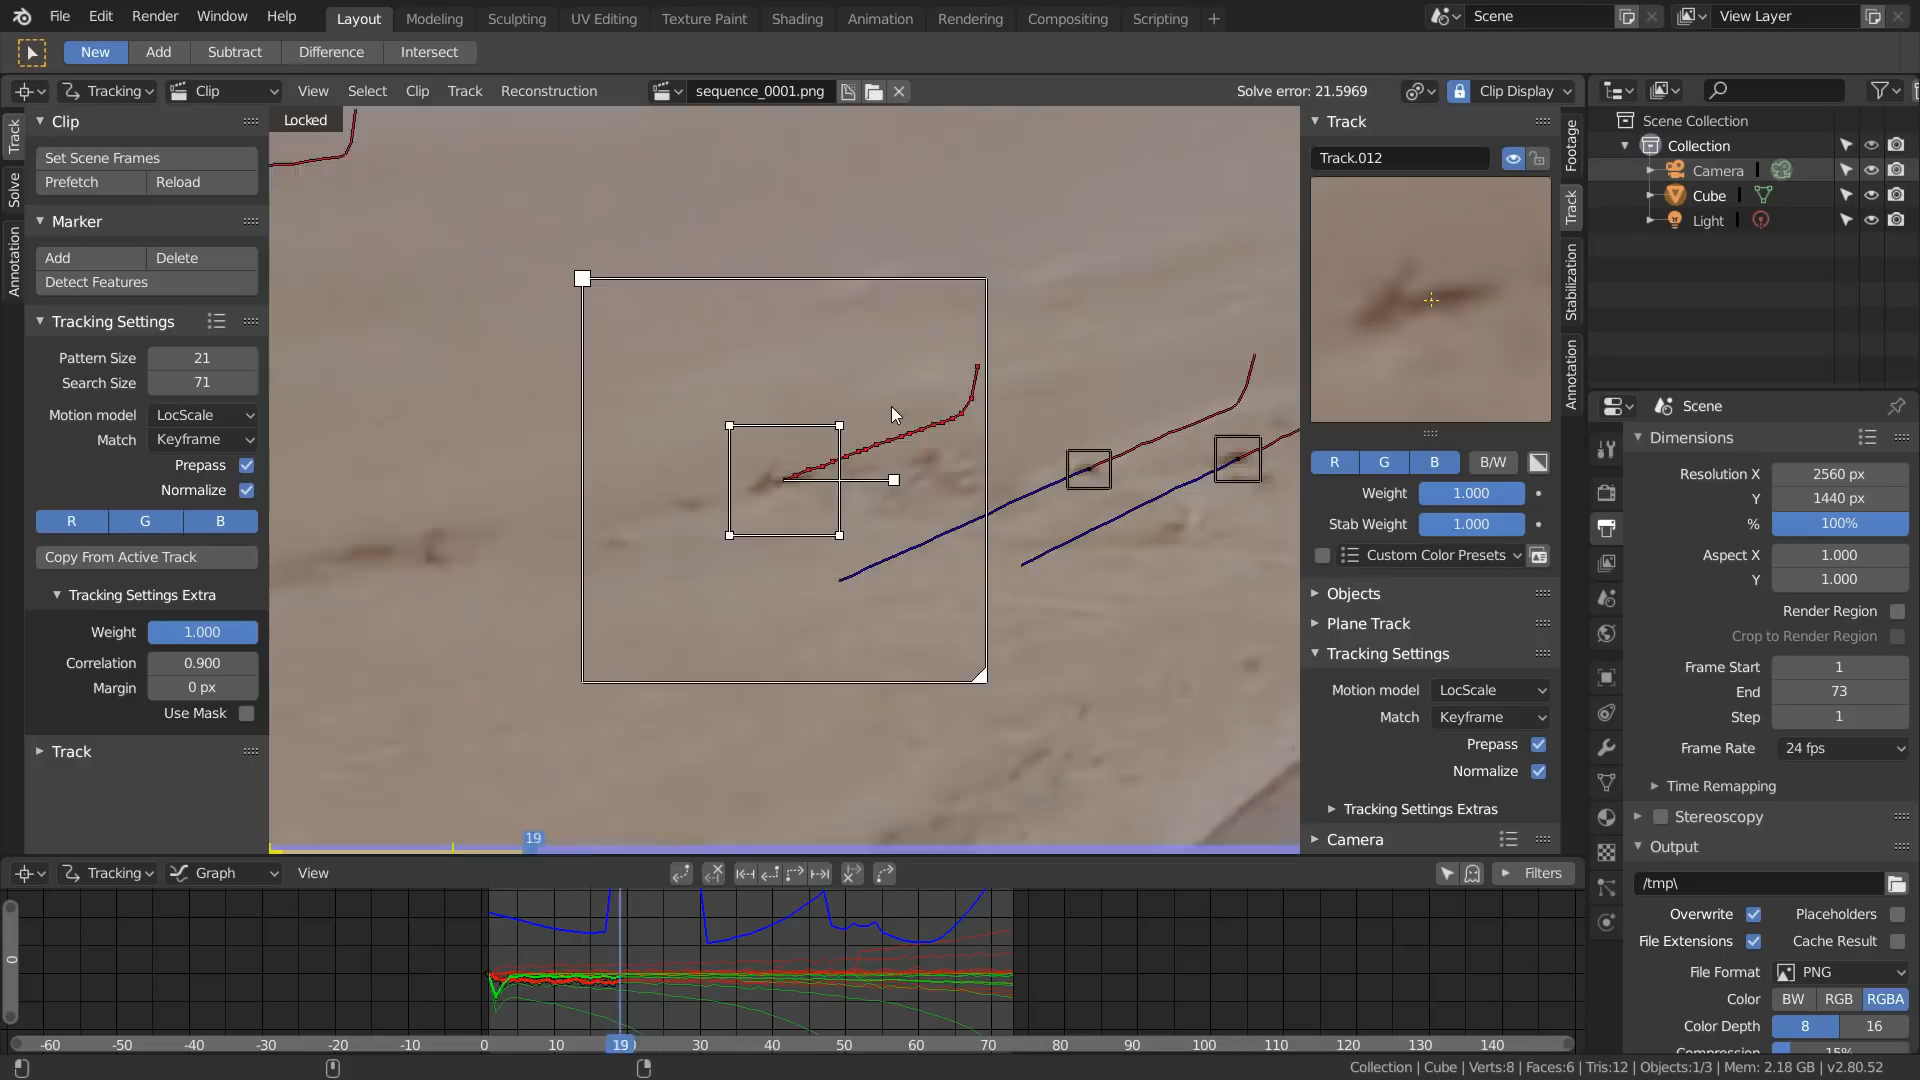 File Edit Render Window Help Layout Modeling Sculpting UV Editing Texture Paint Shading Animation Rendering Compositing Scripting + Scene View Layer
New Add Subtract Difference Intersect
Tracking Clip View Select Clip Track Reconstruction sequence_0001.png Solve error: 21.5969 Clip Display
Locked
Track
Solve
Annotation
Clip
Set Scene Frames
Prefetch Reload
Marker
Add Delete
Detect Features
Tracking Settings
Pattern Size 21
Search Size 71
Motion model LocScale
Match Keyframe
Prepass
Normalize
R G B
Copy From Active Track
Tracking Settings Extra
Weight 1.000
Correlation 0.900
Margin 0 px
Use Mask
Track
19
Track
Track.012
R G B B/W
Weight 1.000
Stab Weight 1.000
Custom Color Presets
Objects
Plane Track
Tracking Settings
Motion model LocScale
Match Keyframe
Prepass
Normalize
Tracking Settings Extras
Camera
Footage
Track
Stabilization
Annotation
Scene Collection
Collection
Camera
Cube
Light
Scene
Dimensions
Resolution X 2560 px
Y 1440 px
% 100%
Aspect X 1.000
Y 1.000
Render Region
Crop to Render Region
Frame Start 1
End 73
Step 1
Frame Rate 24 fps
Time Remapping
Stereoscopy
Output
/tmp\
Overwrite Placeholders
File Extensions Cache Result
File Format PNG
Color BW RGB RGBA
Color Depth 8 16
Compression 15%
Tracking Graph View Filters
0
-60 -50 -40 -30 -20 -10 0 10 19 30 40 50 60 70 80 90 100 110 120 130 140
Collection | Cube | Verts:8 | Faces:6 | Tris:12 | Objects:1/3 | Mem: 2.18 GB | v2.80.52